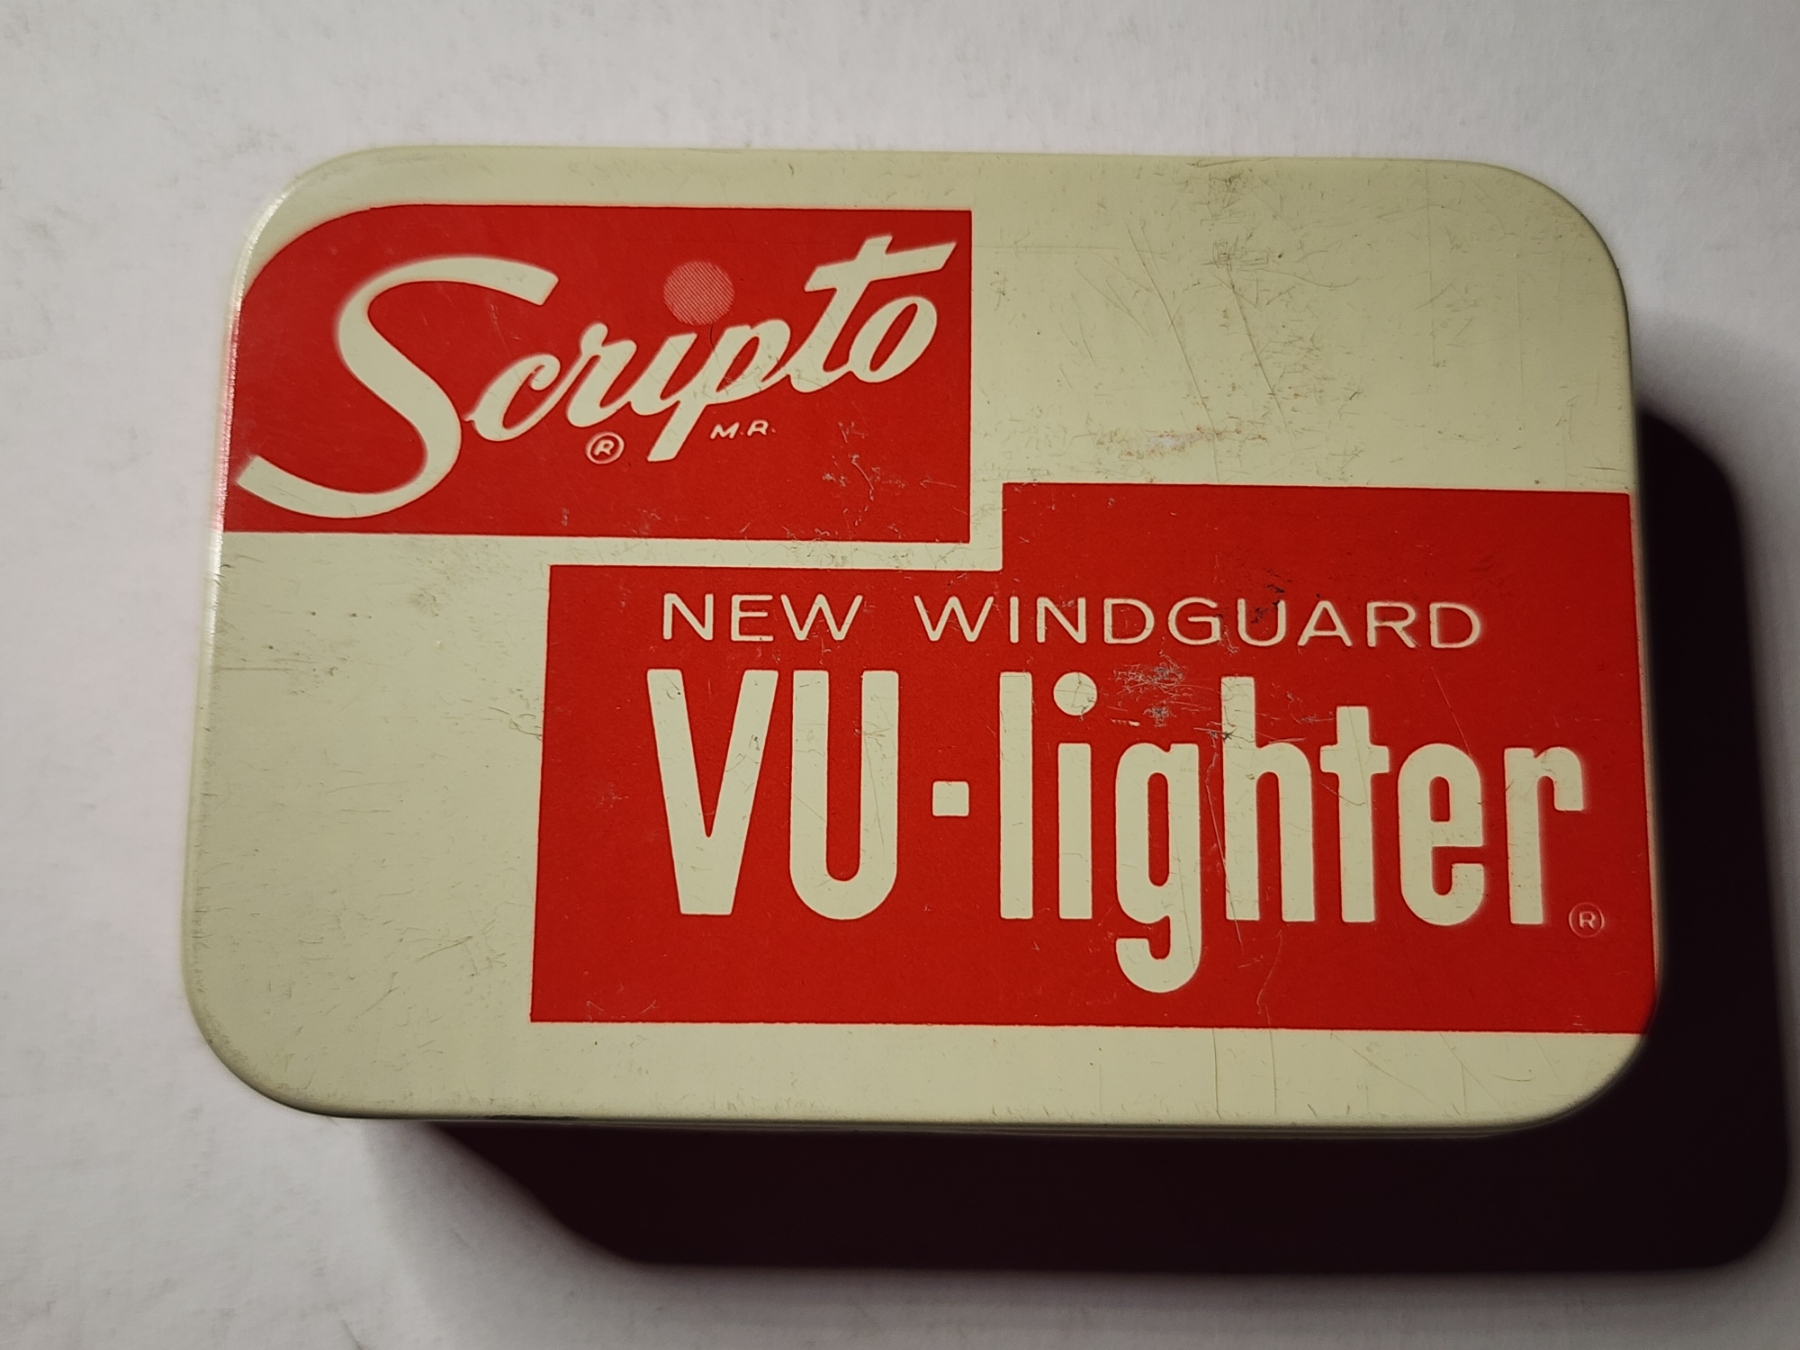 Scripto
® M.R.
NEW WINDGUARD
VU-lighter®